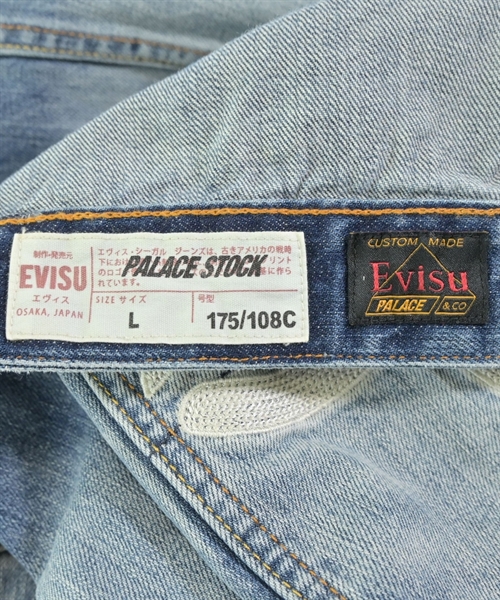 制作・発売元
EVISU
エヴィス
OSAKA, JAPAN
エヴィス・シーガル ジーンズは、古きアメリカの戦略
下にお プリント
のロゴ 基に作ら
れています。
PALACE STOCK
SIZE サイズ
L
号型
175/108C
CUSTOM MADE
Evisu
PALACE & CO